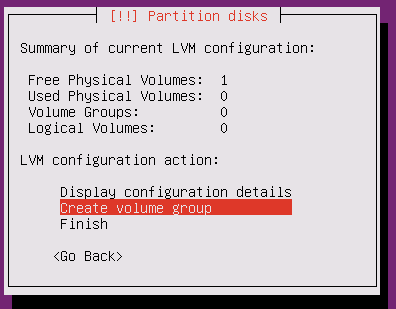 [!!] Partition disks
Summary of current LVM configuration:
Free Physical Volumes: 1
Used Physical Volumes: 0
Volume Groups: 0
Logical Volumes: 0
LVM configuration action:
Display configuration details
Create volume group
Finish
<Go Back>